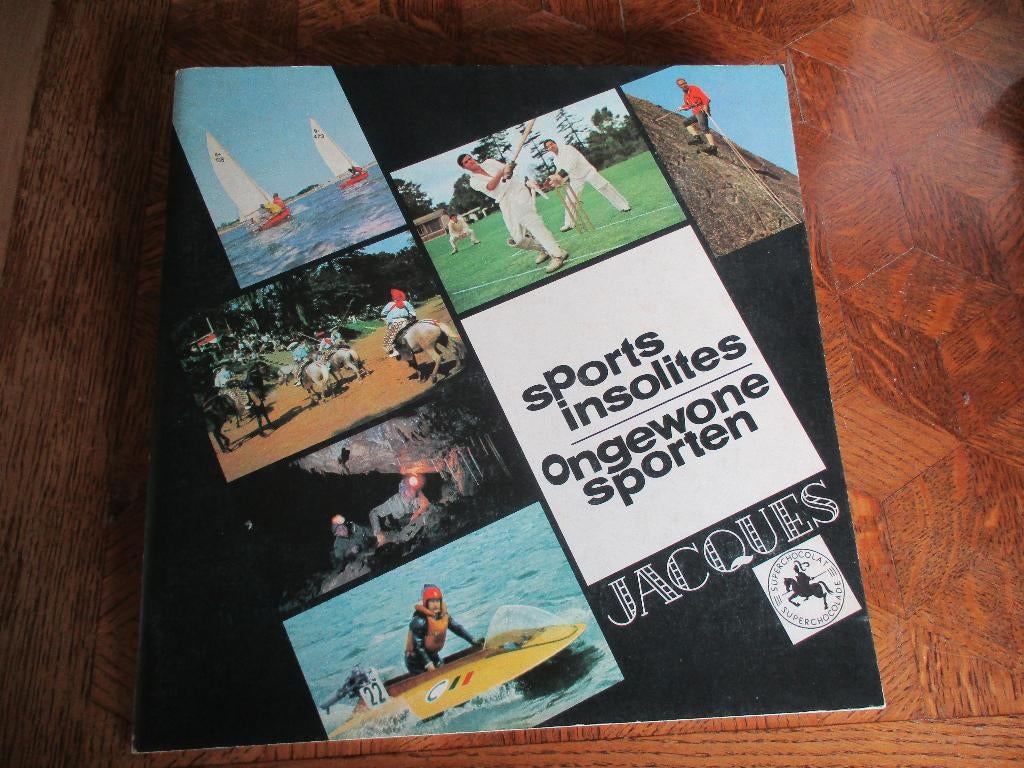 sports
insolites
ongewone
sporten
JACQUES
SUPERCHOCOLAT
SUPERCHOCOLADE
22